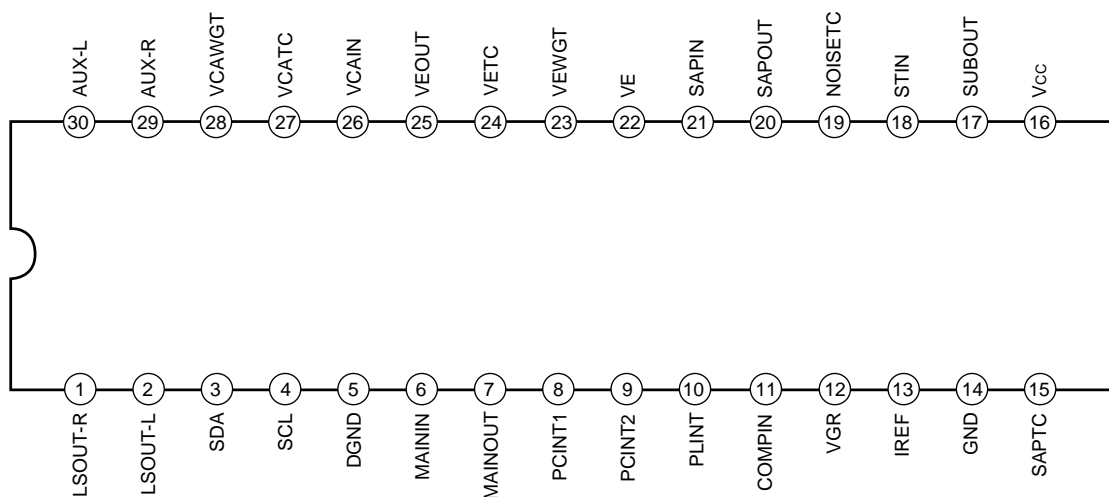 AUX-L
AUX-R
VCAWGT
VCATC
VCAIN
VEOUT
VETC
VEWGT
VE
SAPIN
SAPOUT
NOISETC
STIN
SUBOUT
VCC
30
29
28
27
26
25
24
23
22
21
20
19
18
17
16
1
2
3
4
5
6
7
8
9
10
11
12
13
14
15
LSOUT-R
LSOUT-L
SDA
SCL
DGND
MAININ
MAINOUT
PCINT1
PCINT2
PLINT
COMPIN
VGR
IREF
GND
SAPTC